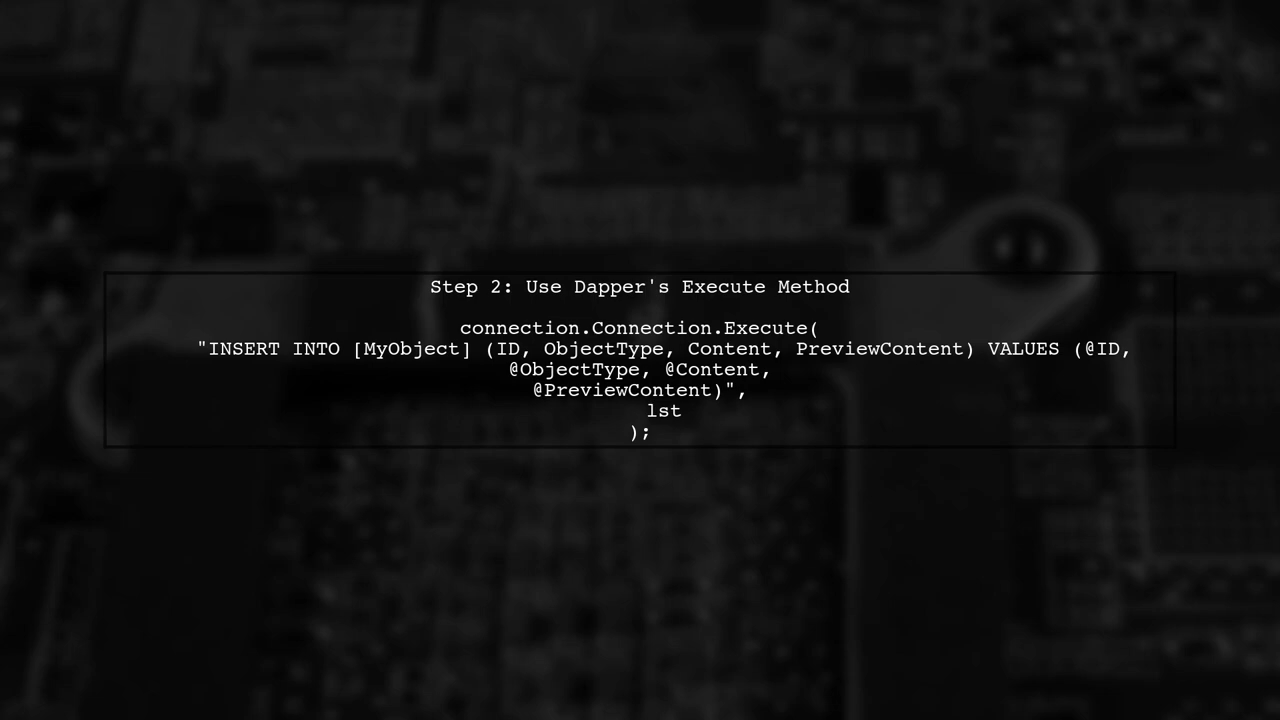 Step 2: Use Dapper's Execute Method
connection.Connection.Execute(
"INSERT INTO [MyObject] (ID, ObjectType, Content, PreviewContent) VALUES (@ID,
@ObjectType, @Content,
@PreviewContent)",
lst
);